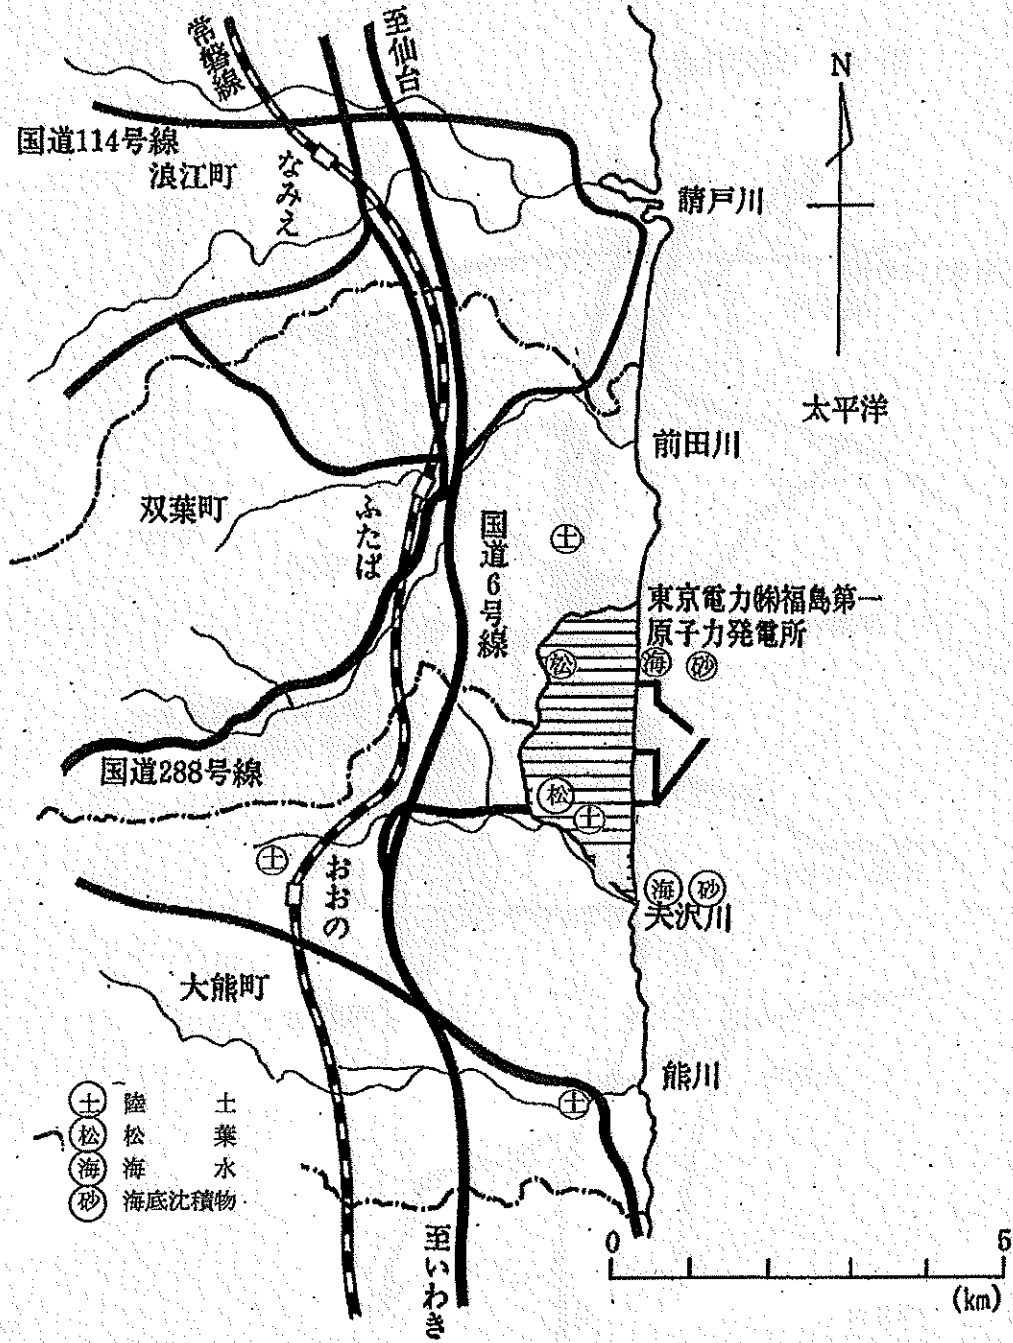 常磐線
至仙台
N
国道114号線
浪江町
なみえ
請戸川
太平洋
前田川
双葉町
ふたば
国道6号線
土
東京電力㈱福島第一
原子力発電所
松
海
砂
国道288号線
松
土
土
おおの
海
砂
夫沢川
大熊町
熊川
土
土 陸土
松 松葉
海 海水
砂 海底沈積物
至いわき
0 5
(km)